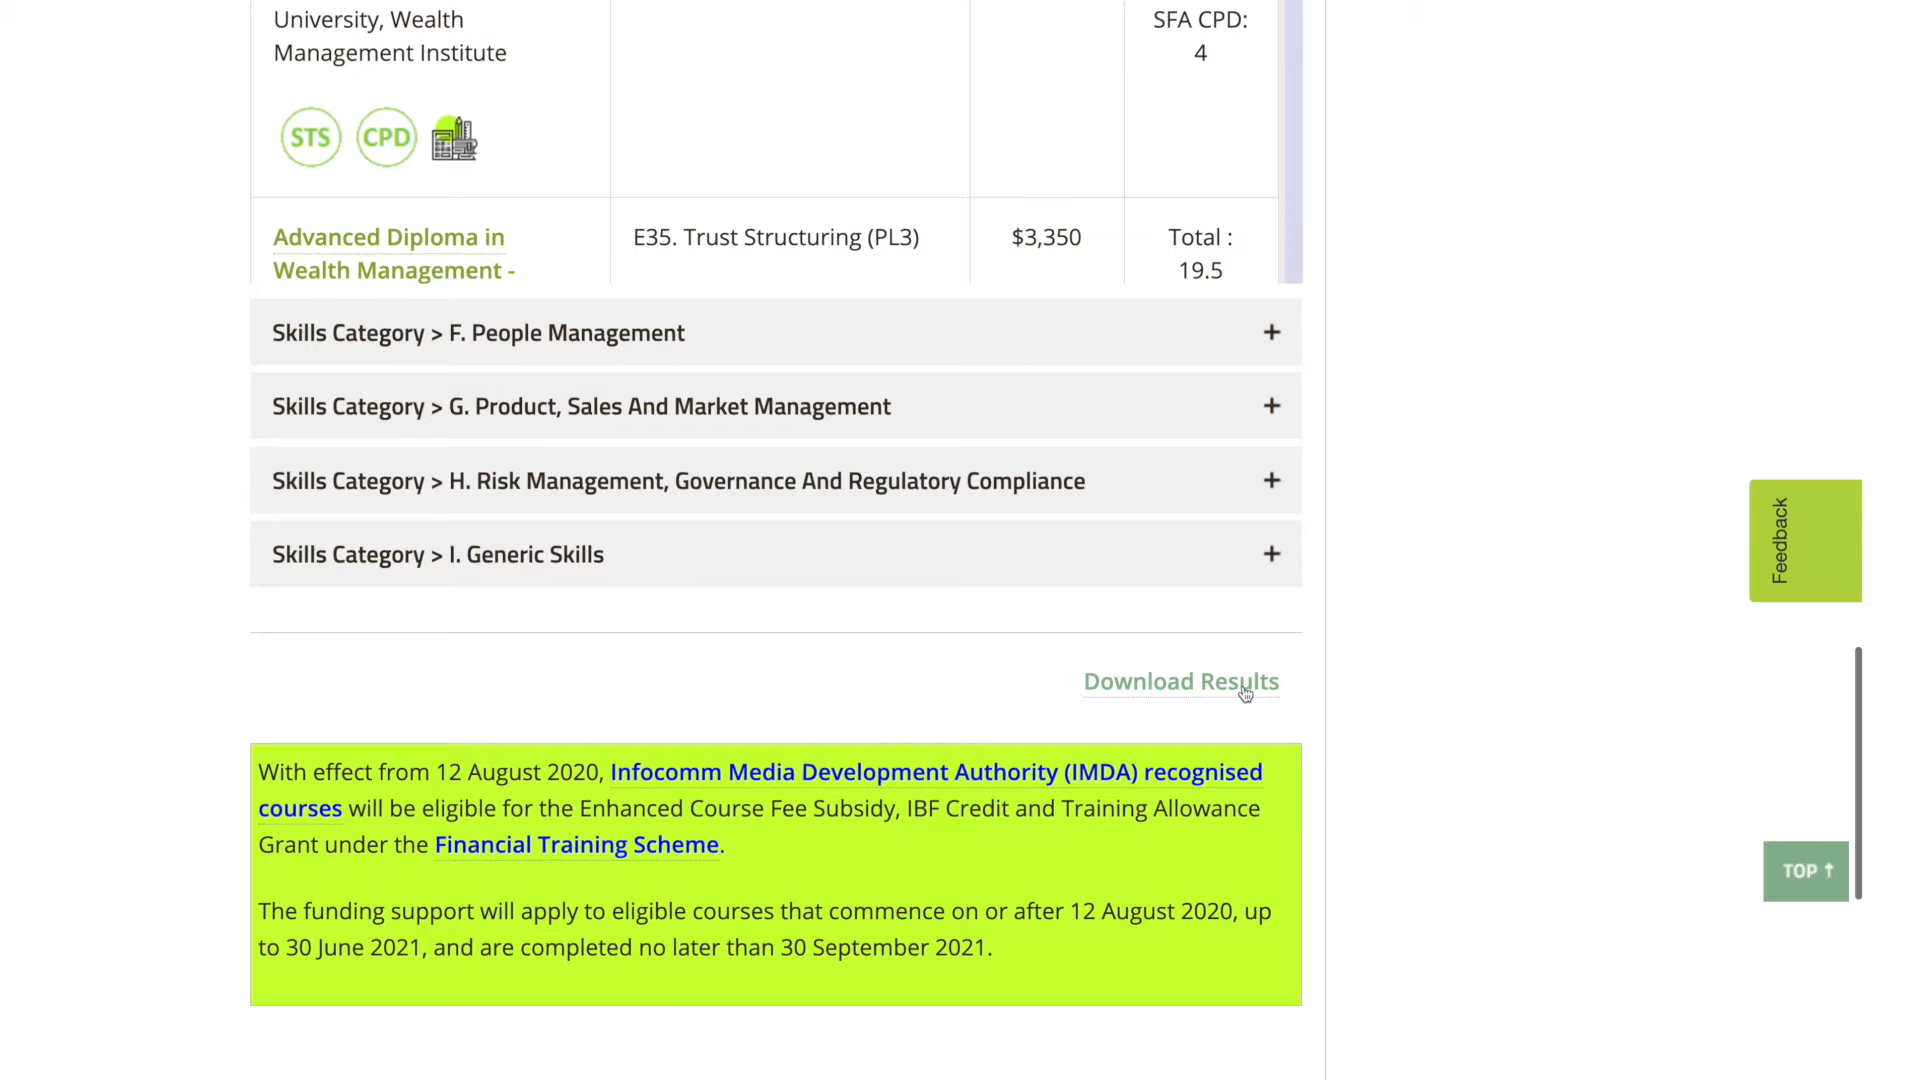 University, Wealth
Management Institute
SFA CPD:
4
STS
CPD
Advanced Diploma in
Wealth Management -
E35. Trust Structuring (PL3)
$3,350
Total :
19.5
Skills Category > F. People Management
+
Skills Category > G. Product, Sales And Market Management
+
Skills Category > H. Risk Management, Governance And Regulatory Compliance
+
Skills Category > I. Generic Skills
+
Feedback
Download Results
With effect from 12 August 2020, Infocomm Media Development Authority (IMDA) recognised
courses will be eligible for the Enhanced Course Fee Subsidy, IBF Credit and Training Allowance
Grant under the Financial Training Scheme.
TOP ↑
The funding support will apply to eligible courses that commence on or after 12 August 2020, up
to 30 June 2021, and are completed no later than 30 September 2021.